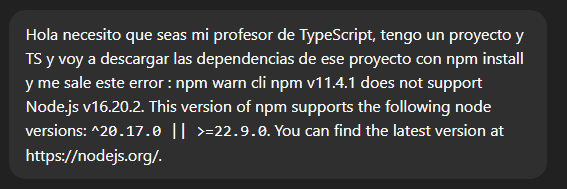 Hola necesito que seas mi profesor de TypeScript, tengo un proyecto y
TS y voy a descargar las dependencias de ese proyecto con npm install
y me sale este error : npm warn cli npm v11.4.1 does not support
Node.js v16.20.2. This version of npm supports the following node
versions: ^20.17.0 || >=22.9.0. You can find the latest version at
https://nodejs.org/.